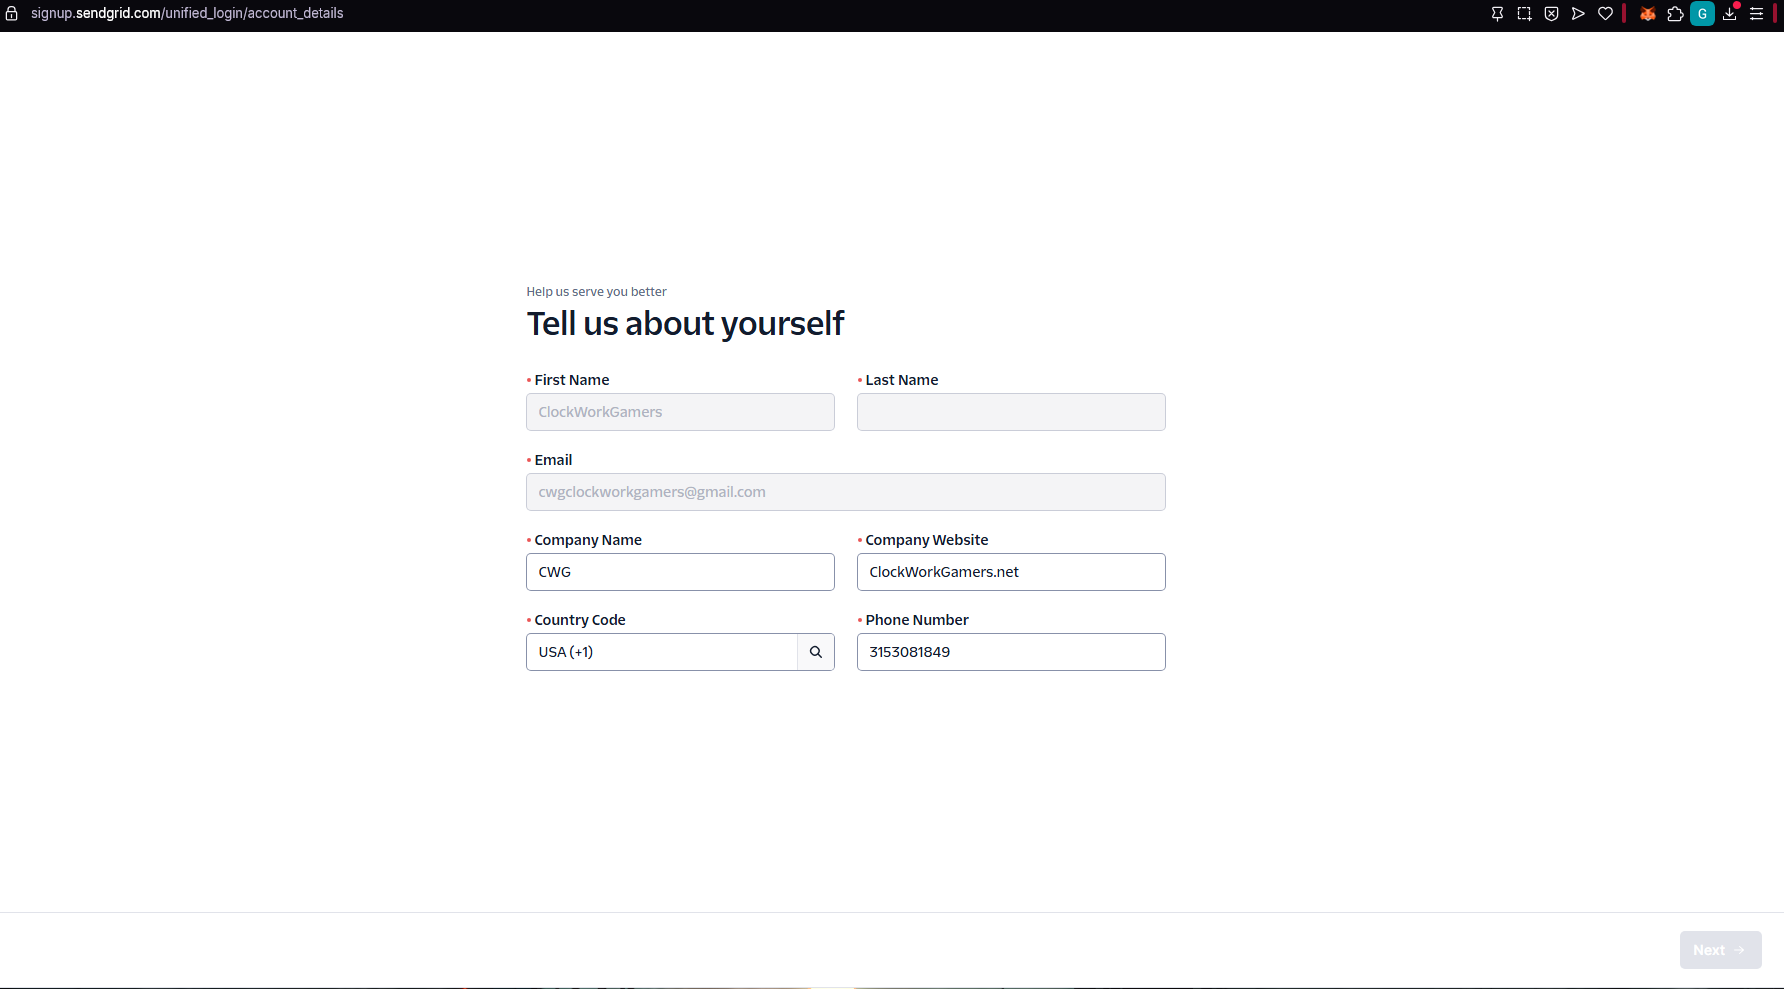 signup.sendgrid.com/unified_login/account_details
G
Help us serve you better
Tell us about yourself
• First Name
• Last Name
ClockWorkGamers
• Email
cwgclockworkgamers@gmail.com
• Company Name
• Company Website
CWG
ClockWorkGamers.net
• Country Code
• Phone Number
USA (+1)
3153081849
Next →